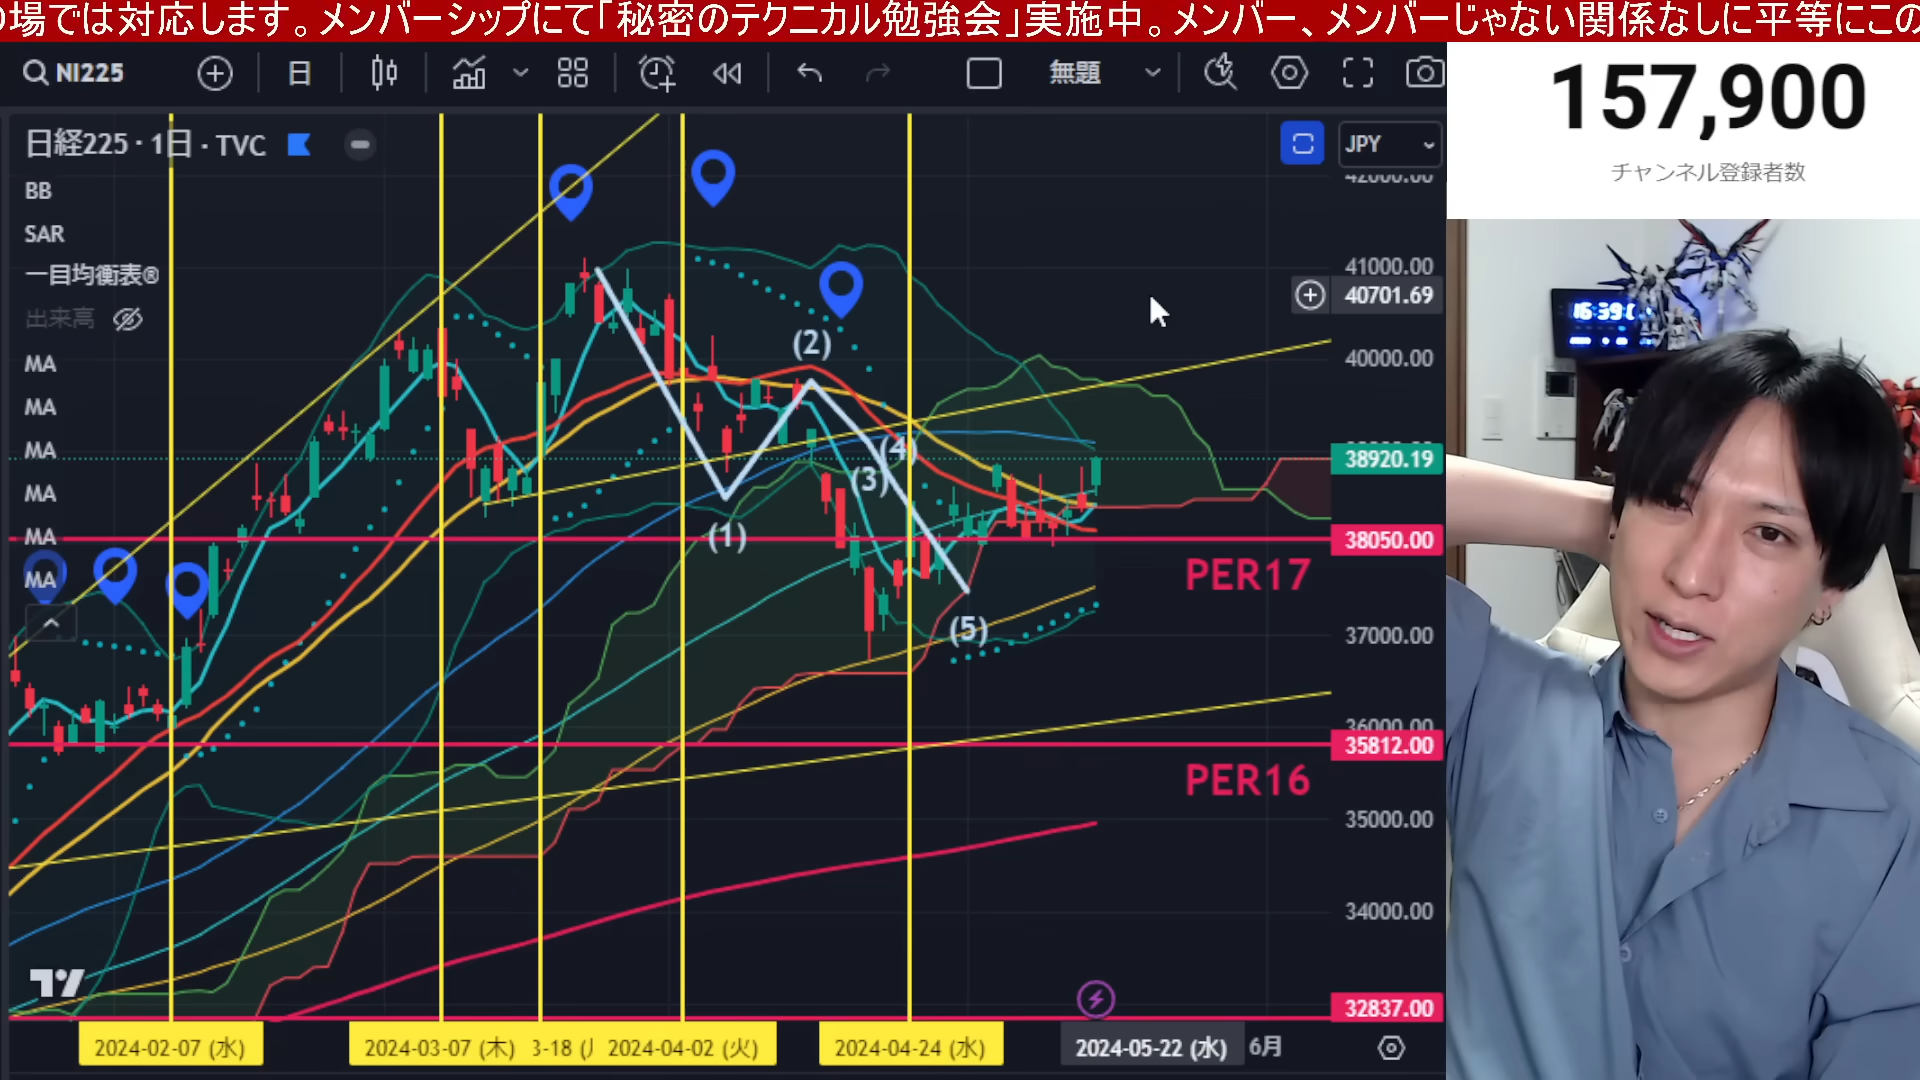 の場では対応します。メンバーシップにて「秘密のテクニカル勉強会」実施中。メンバー、メンバーじゃない関係なしに平等にこの
NI225
日
無題
157,900
チャンネル登録者数
日経225・1日・TVC
JPY
42000.00
BB
SAR
一目均衡表®
出来高
MA
MA
MA
MA
MA
MA
41000.00
40701.69
40000.00
38920.19
38050.00
37000.00
36000.00
35812.00
35000.00
34000.00
32837.00
(1)
(2)
(3)
(4)
(5)
PER17
PER16
2024-02-07 (水)
2024-03-07 (木)
3-18 (
2024-04-02 (火)
2024-04-24 (水)
2024-05-22 (水)
6月